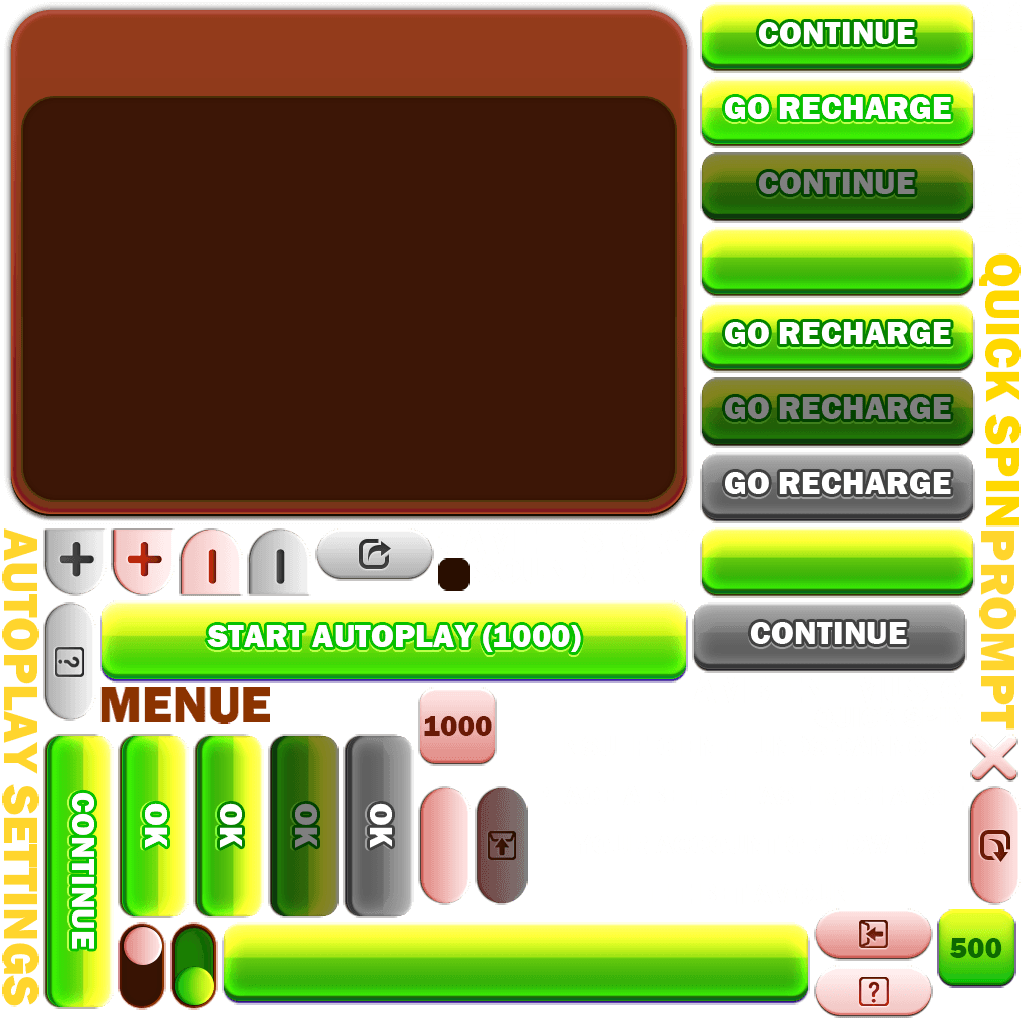 CONTINUE
GO RECHARGE
CONTINUE
GO RECHARGE
GO RECHARGE
GO RECHARGE
QUICK SPINPROMPT
AUTOPLAY SETTINGS
?
START AUTOPLAY (1000)
CONTINUE
MENUE
1000
CONTINUE
OK
OK
OK
OK
500
?